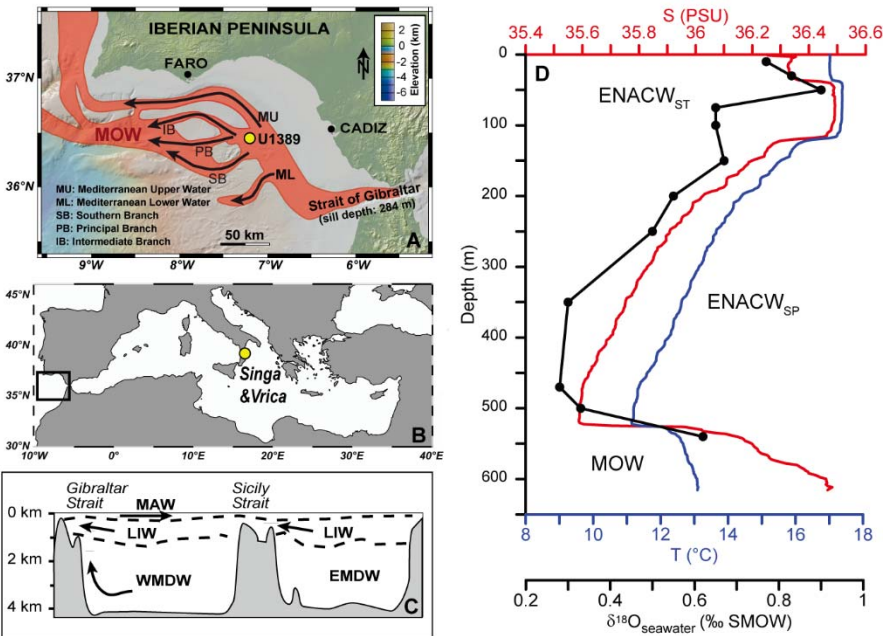 IBERIAN PENINSULA
FARO
N
Elevation (km)
2
0
-2
-4
-6
37°N
36°N
MU
MOW
IB
U1389
CADIZ
PB
SB
ML
MU: Mediterranean Upper Water
ML: Mediterranean Lower Water
SB: Southern Branch
PB: Principal Branch
IB: Intermediate Branch
Strait of Gibraltar
(sill depth: 284 m)
50 km
A
9°W 8°W 7°W 6°W
45°N
40°N
35°N
30°N
Singa
&Vrica
B
10°W 0° 10°E 20°E 30°E 40°E
Gibraltar
Strait
Sicily
Strait
0 km
MAW
LIW
LIW
2 km
WMDW
EMDW
4 km
C
S (PSU)
35.4 35.6 35.8 36 36.2 36.4 36.6
D
0
100
200
300
400
500
600
Depth (m)
ENACWST
ENACWSP
MOW
8 10 12 14 16 18
T (°C)
0.2 0.4 0.6 0.8 1
δ18Oseawater (‰ SMOW)